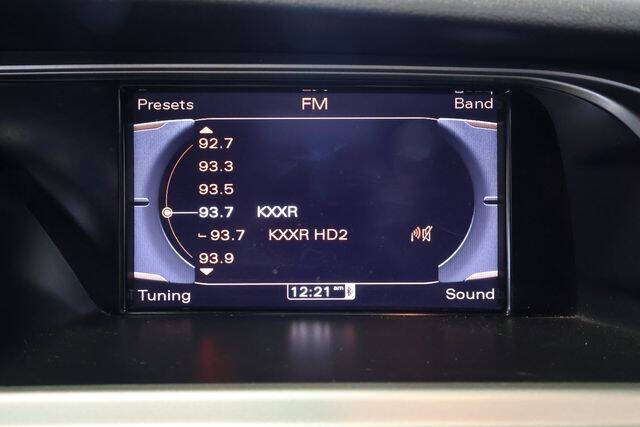 Presets FM Band
92.7
93.3
93.5
93.7 KXXR
93.7 KXXR HD2
93.9
Tuning 12:21 am Sound